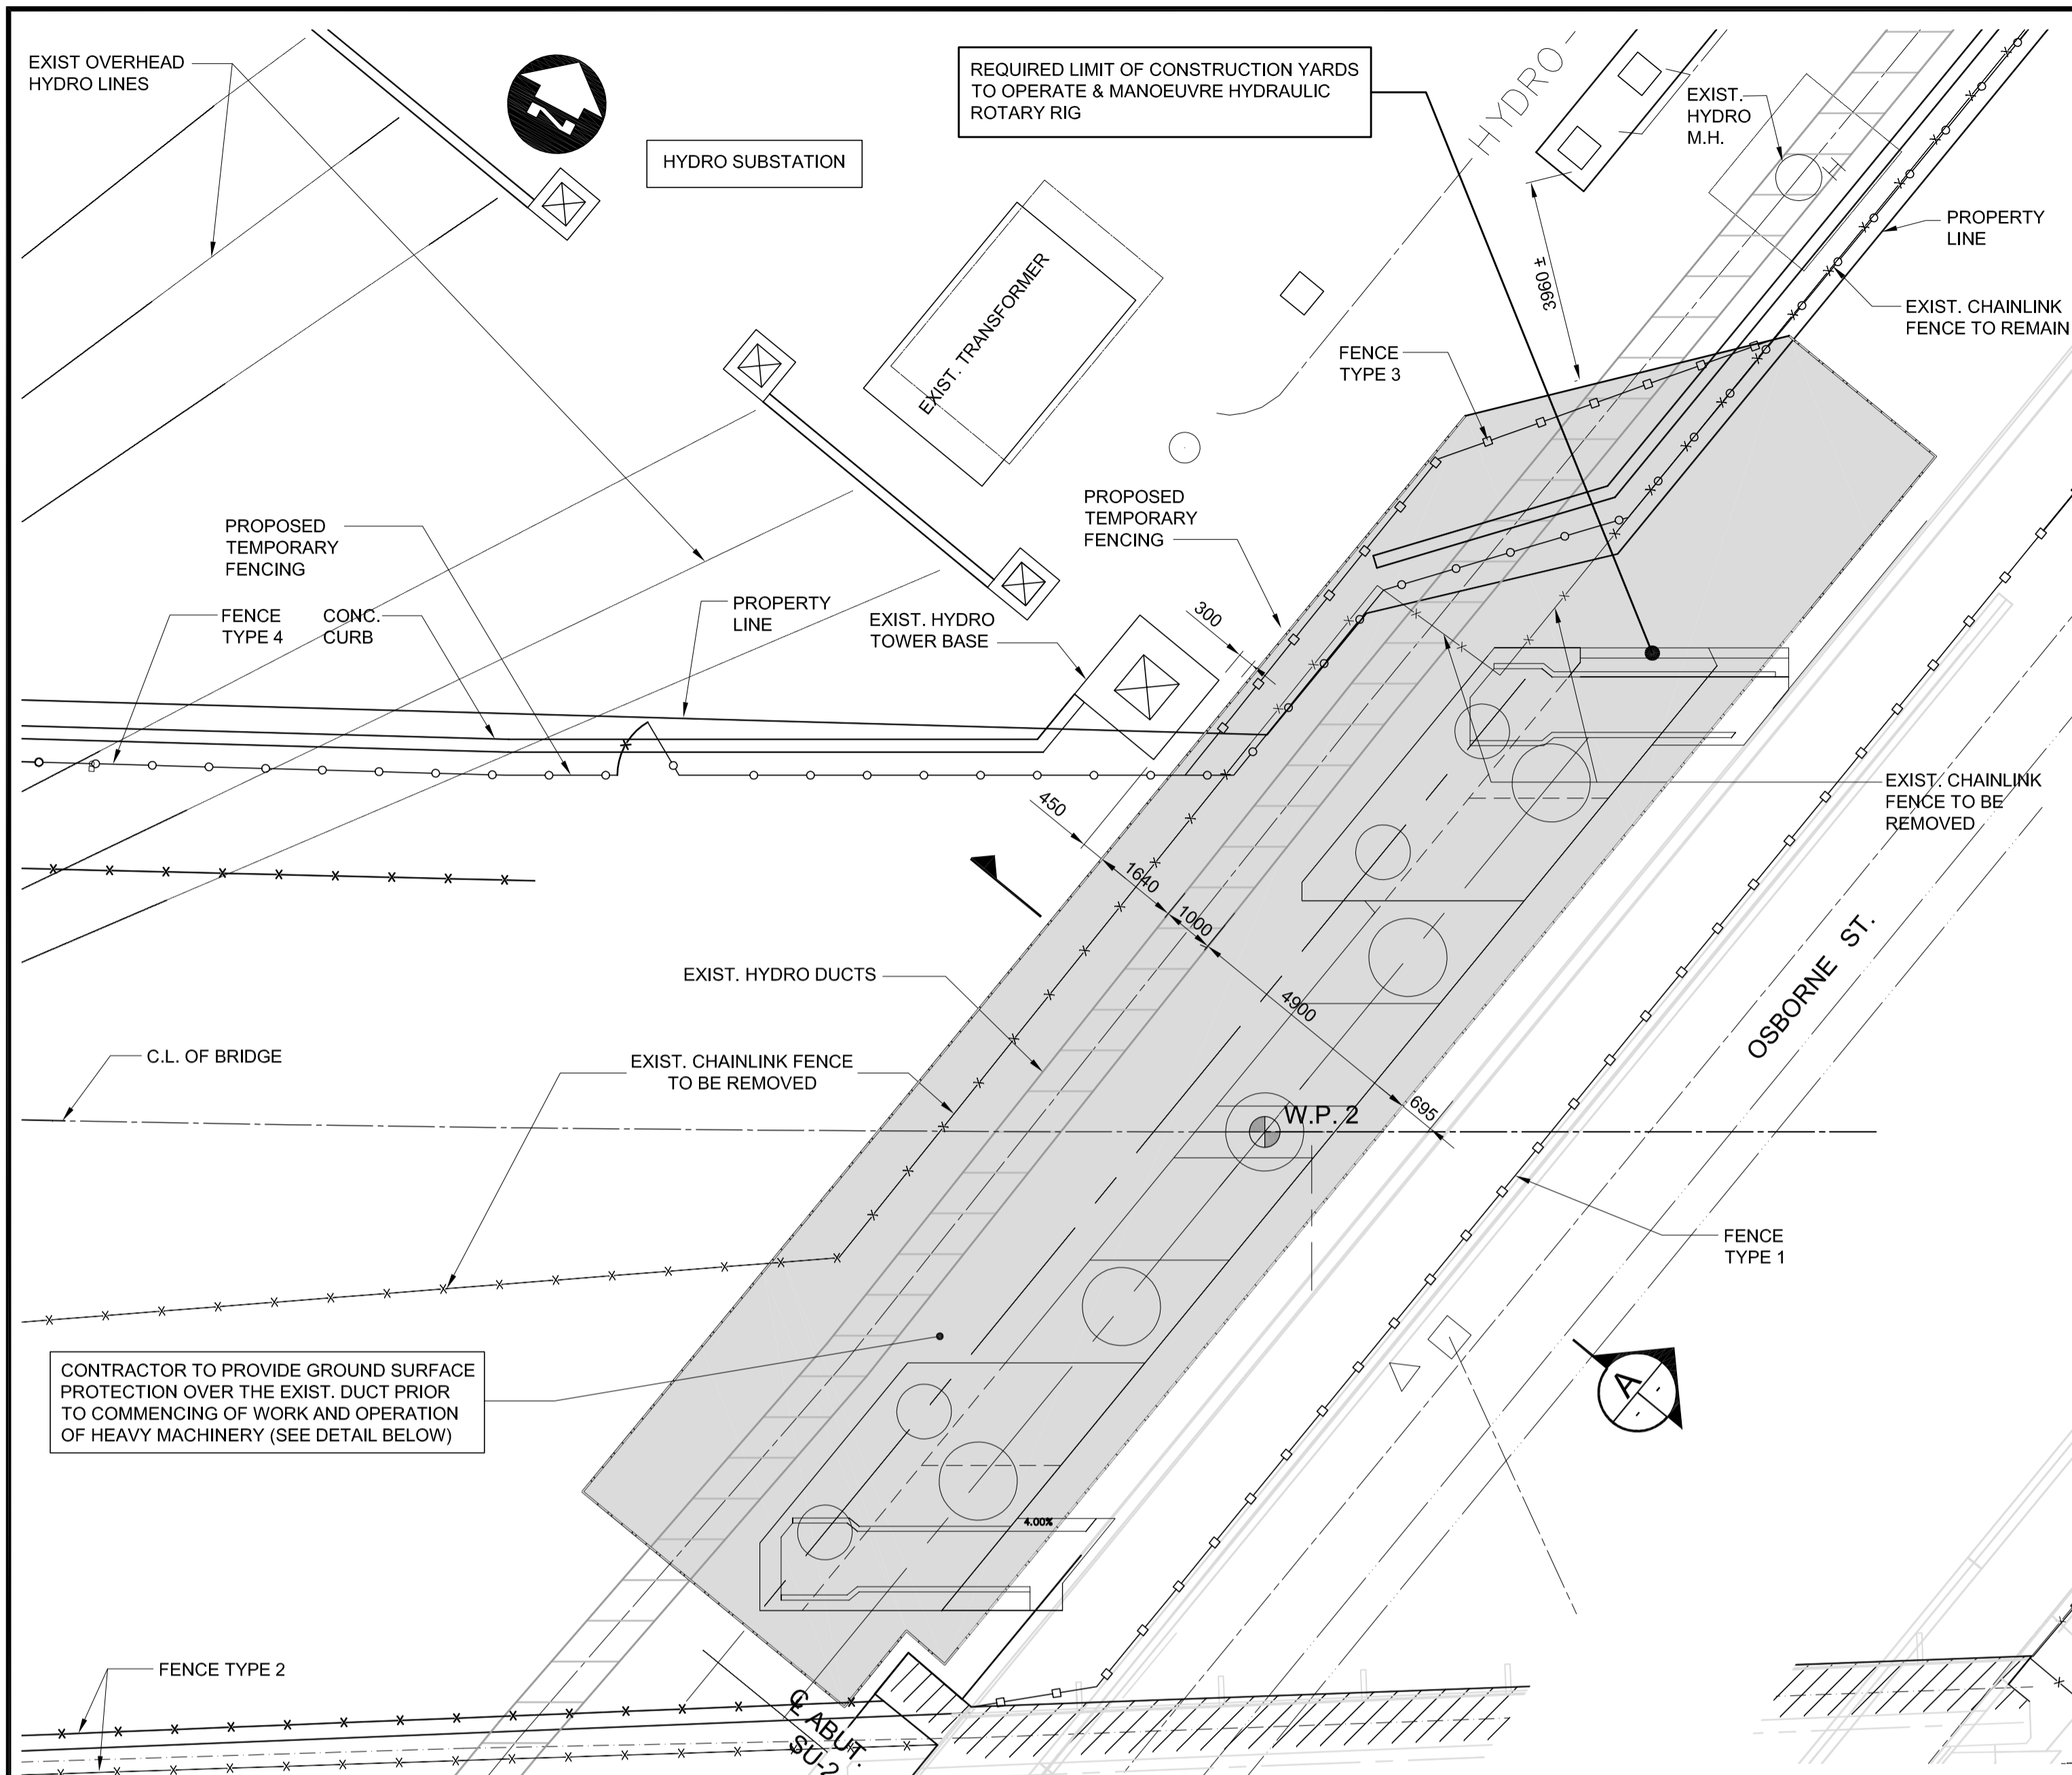 EXIST OVERHEAD
HYDRO LINES
HYDRO SUBSTATION
REQUIRED LIMIT OF CONSTRUCTION YARDS
TO OPERATE & MANOEUVRE HYDRAULIC
ROTARY RIG
HYDRO
EXIST.
HYDRO
M.H.
H
PROPERTY
LINE
3960 ±
EXIST. CHAINLINK
FENCE TO REMAIN
EXIST. TRANSFORMER
FENCE
TYPE 3
PROPOSED
TEMPORARY
FENCING
PROPOSED
TEMPORARY
FENCING
FENCE
TYPE 4
CONC.
CURB
PROPERTY
LINE
EXIST. HYDRO
TOWER BASE
300
450
1640
1000
4900
695
EXIST. CHAINLINK
FENCE TO BE
REMOVED
EXIST. HYDRO DUCTS
OSBORNE ST.
C.L. OF BRIDGE
EXIST. CHAINLINK FENCE
TO BE REMOVED
W.P. 2
FENCE
TYPE 1
CONTRACTOR TO PROVIDE GROUND SURFACE
PROTECTION OVER THE EXIST. DUCT PRIOR
TO COMMENCING OF WORK AND OPERATION
OF HEAVY MACHINERY (SEE DETAIL BELOW)
A
-
-
4.00%
FENCE TYPE 2
℄ ABUT.
SU-2